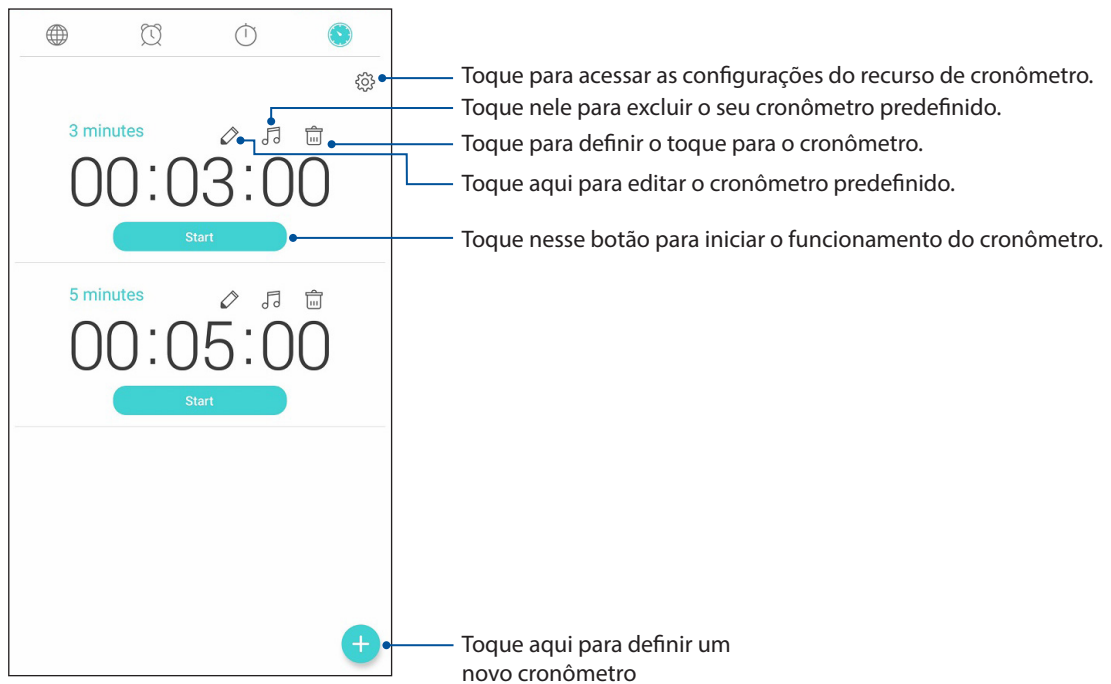 Toque para acessar as configurações do recurso de cronômetro.
Toque nele para excluir o seu cronômetro predefinido.
3 minutes
Toque para definir o toque para o cronômetro.
00:03:00
Toque aqui para editar o cronômetro predefinido.
Start
Toque nesse botão para iniciar o funcionamento do cronômetro.
5 minutes
00:05:00
Start
Toque aqui para definir um
novo cronômetro